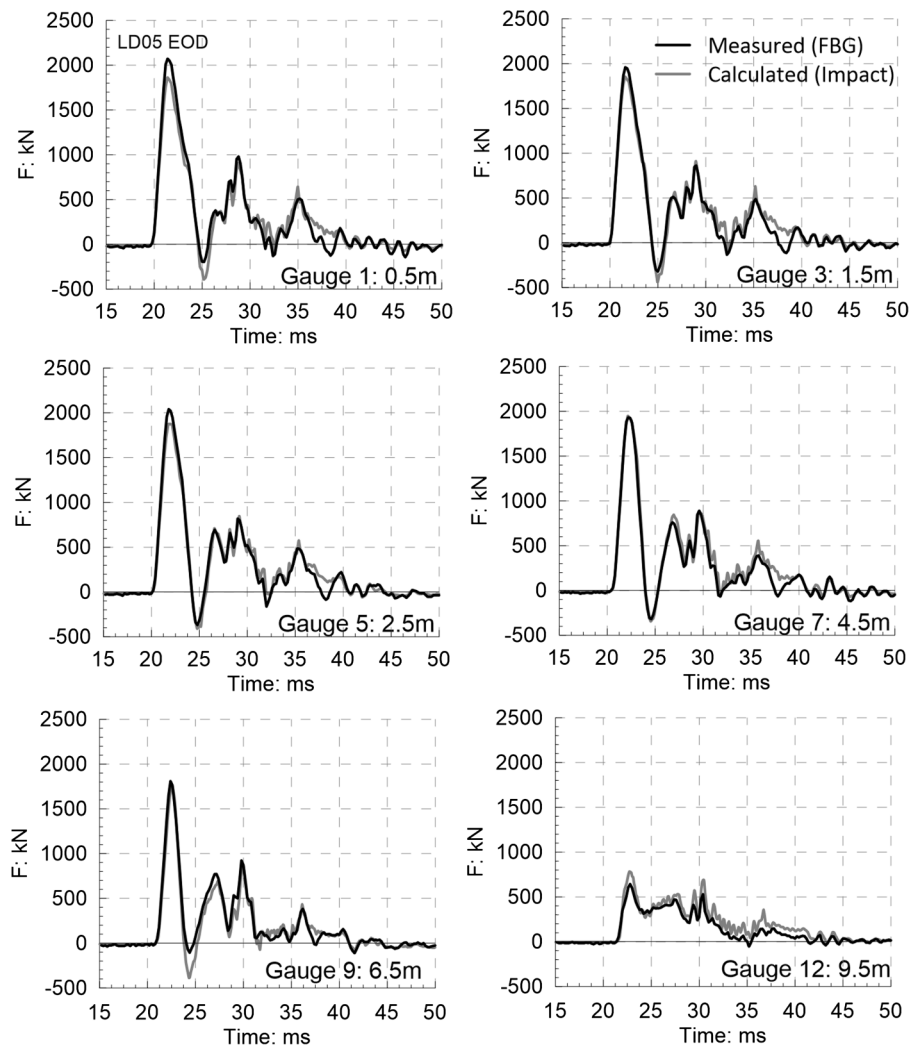 LD05 EOD
Measured (FBG)
Calculated (Impact)
2500
2000
1500
1000
500
0
-500
F: kN
Gauge 1: 0.5m
15 20 25 30 35 40 45 50
Time: ms
2500
2000
1500
1000
500
0
-500
F: kN
Gauge 3: 1.5m
15 20 25 30 35 40 45 50
Time: ms
2500
2000
1500
1000
500
0
-500
F: kN
Gauge 5: 2.5m
15 20 25 30 35 40 45 50
Time: ms
2500
2000
1500
1000
500
0
-500
F: kN
Gauge 7: 4.5m
15 20 25 30 35 40 45 50
Time: ms
2500
2000
1500
1000
500
0
-500
F: kN
Gauge 9: 6.5m
15 20 25 30 35 40 45 50
Time: ms
2500
2000
1500
1000
500
0
-500
F: kN
Gauge 12: 9.5m
15 20 25 30 35 40 45 50
Time: ms